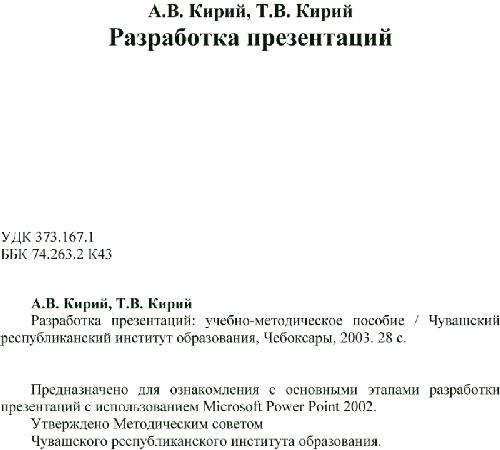 А.В. Кирий, Т.В. Кирий
Разработка презентаций
УДК 373.167.1
ББК 74.263.2 К43
А.В. Кирий, Т.В. Кирий
Разработка презентаций: учебно-методическое пособие / Чувашский
республиканский институт образования, Чебоксары, 2003. 28 с.
Предназначено для ознакомления с основными этапами разработки
презентаций с использованием Microsoft Power Point 2002.
Утверждено Методическим советом
Чувашского республиканского института образования.